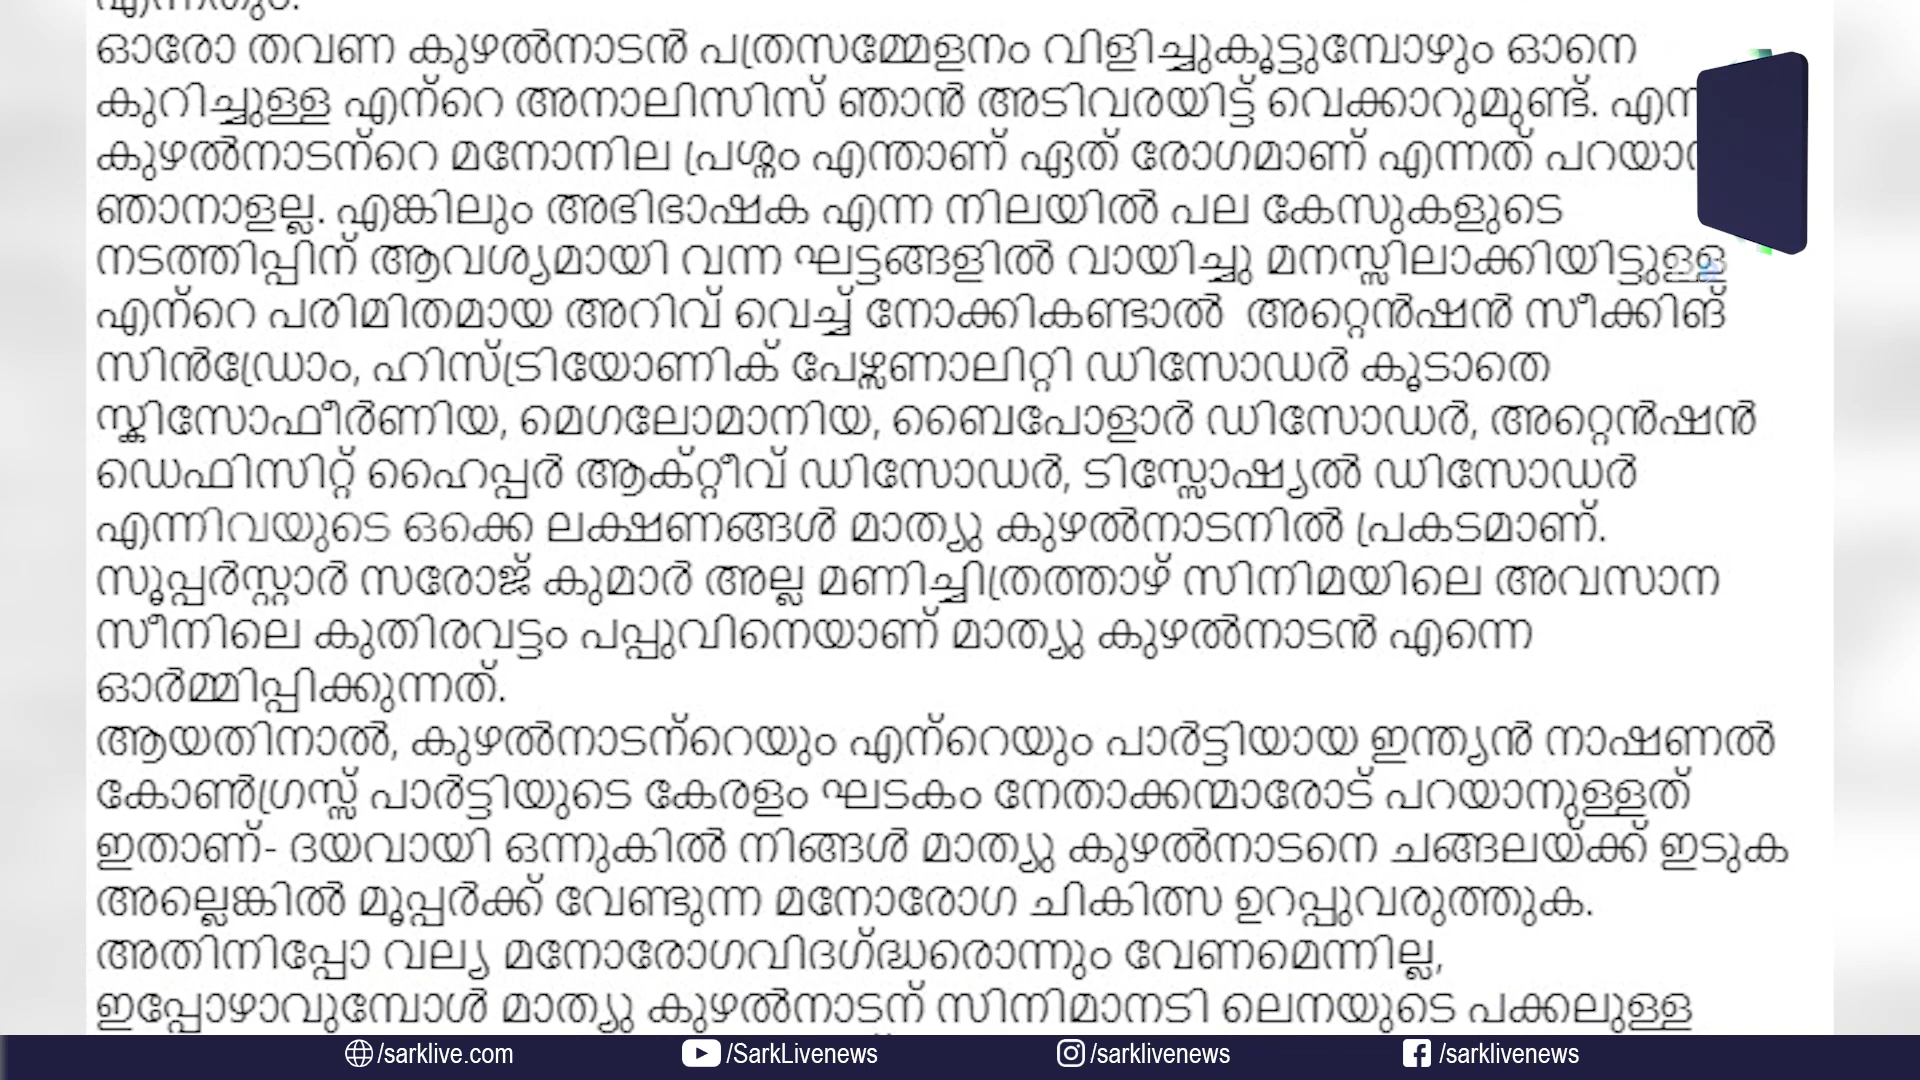 എന്നതും.
ഓരോ തവണ കുഴൽനാടൻ പത്രസമ്മേളനം വിളിച്ചുകൂട്ടുമ്പോഴും ഓനെ
കുറിച്ചുള്ള എന്റെ അനാലിസിസ് ഞാൻ അടിവരയിട്ട് വെക്കാറുമുണ്ട്.
കുഴൽനാടന്റെ മനോനില പ്രശ്നം എന്താണ് ഏത് രോഗമാണ് എന്നത്
ഞാനാളല്ല. എങ്കിലും അഭിഭാഷക എന്ന നിലയിൽ പല കേസുകളുടെ
നടത്തിപ്പിന് ആവശ്യമായി വന്ന ഘട്ടങ്ങളിൽ വായിച്ചു മനസ്സിലാക്കിയിട്ടുള്ള
എന്റെ പരിമിതമായ അറിവ് വെച്ച് നോക്കികണ്ടാൽ അറ്റെൻഷൻ സീക്കിങ്
സിൻഡ്രോം, ഹിസ്ട്രിയോണിക് പേഴ്സണാലിറ്റി ഡിസോഡർ കൂടാതെ
സ്കിസോഫീർണിയ, മെഗലോമാനിയ, ബൈപോളാർ ഡിസോഡർ, അറ്റെൻഷൻ
ഡെഫിസിറ്റ് ഹൈപ്പർ ആക്റ്റീവ് ഡിസോഡർ, ടിസ്സോഷ്യൽ ഡിസോഡർ
എന്നിവയുടെ ഒക്കെ ലക്ഷണങ്ങൾ മാത്യു കുഴൽനാടനിൽ പ്രകടമാണ്.
സൂപ്പർസ്റ്റാർ സരോജ് കുമാർ അല്ല മണിച്ചിത്രത്താഴ് സിനിമയിലെ അവസാന
സീനിലെ കുതിരവട്ടം പപ്പുവിനെയാണ് മാത്യു കുഴൽനാടൻ എന്നെ
ഓർമ്മിപ്പിക്കുന്നത്.
ആയതിനാൽ, കുഴൽനാടന്റെയും എന്റെയും പാർട്ടിയായ ഇന്ത്യൻ നാഷണൽ
കോൺഗ്രസ്സ് പാർട്ടിയുടെ കേരളം ഘടകം നേതാക്കന്മാരോട് പറയാനുള്ളത്
ഇതാണ്- ദയവായി ഒന്നുകിൽ നിങ്ങൾ മാത്യു കുഴൽനാടനെ ചങ്ങലയ്ക്ക് ഇടുക
അല്ലെങ്കിൽ മൂപ്പർക്ക് വേണ്ടുന്ന മനോരോഗ ചികിത്സ ഉറപ്പുവരുത്തുക.
അതിനിപ്പോ വല്യ മനോരോഗവിദഗ്ദ്ധരൊന്നും വേണമെന്നില്ല,
ഇപ്പോഴാവുമ്പോൾ മാത്യു കുഴൽനാടന് സിനിമാനടി ലെനയുടെ പക്കലുള്ള
/sarklive.com /SarkLivenews /sarklivenews /sarklivenews